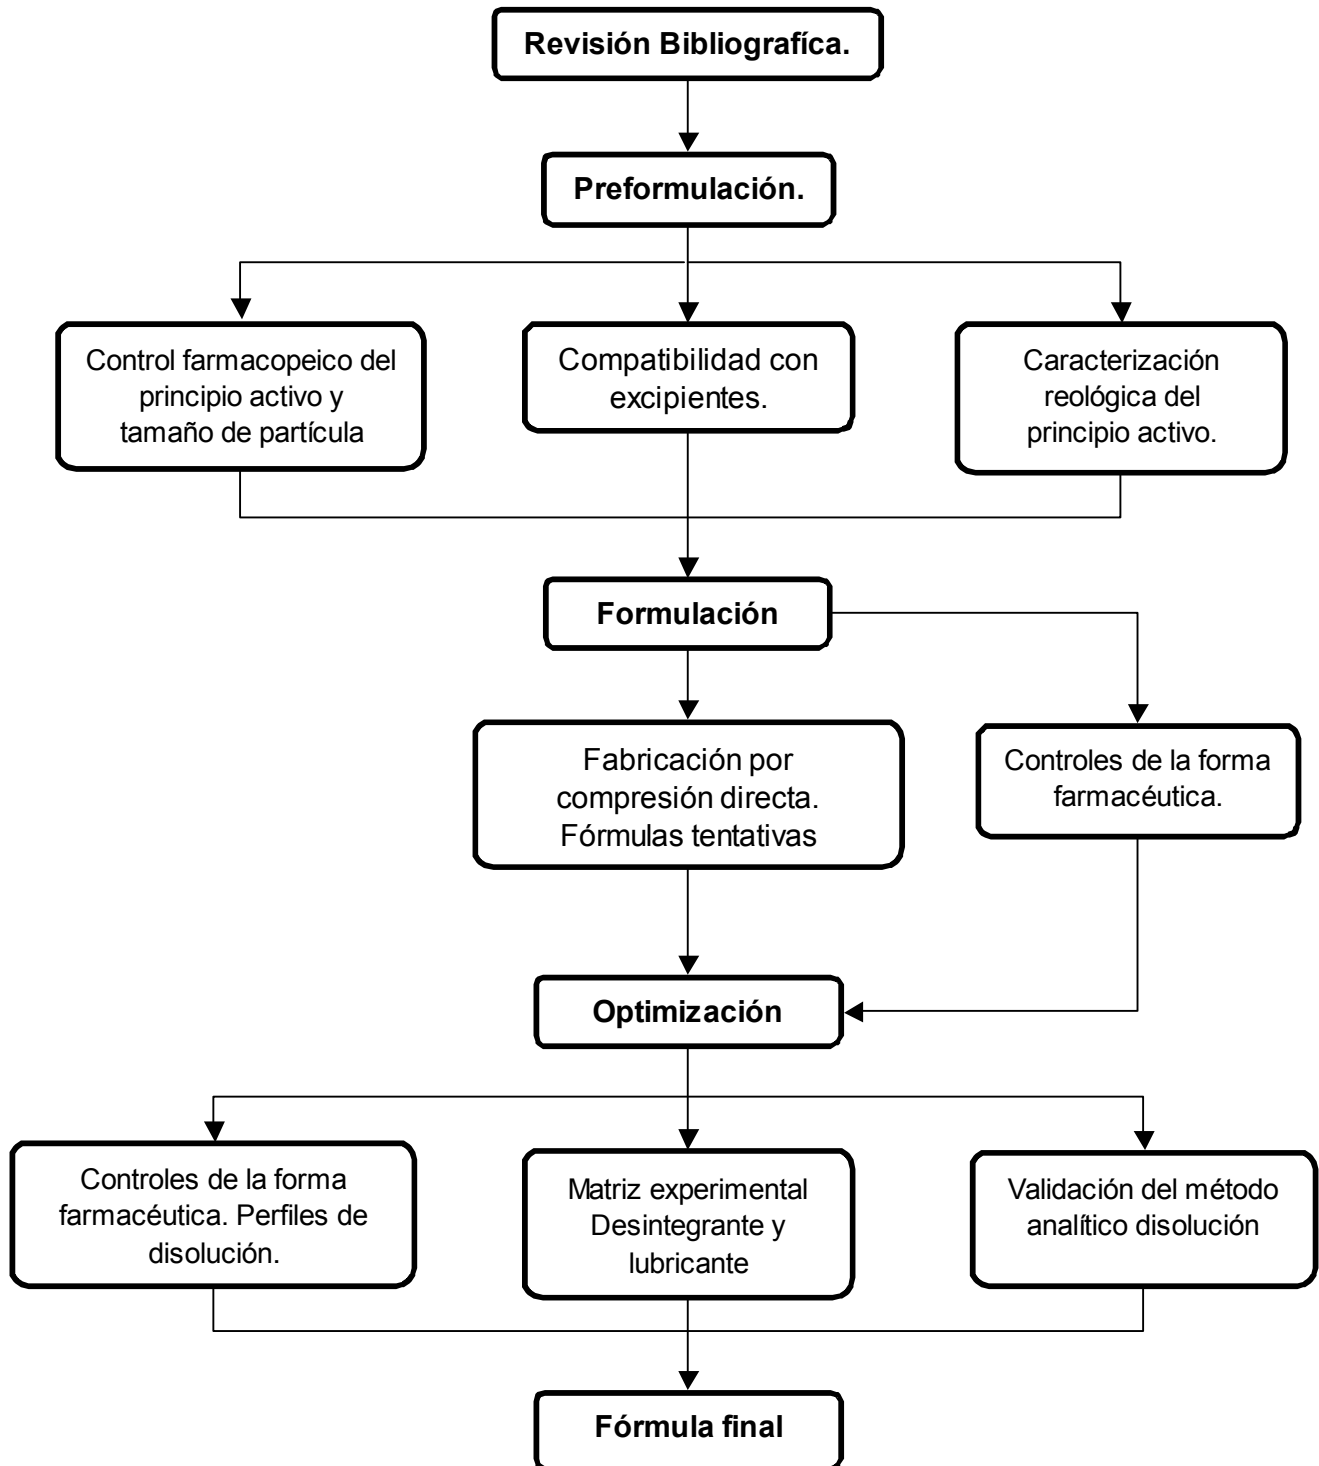 Revisión Bibliografíca.
Preformulación.
Control farmacopeico del
principio activo y
tamaño de partícula
Compatibilidad con
excipientes.
Caracterización
reológica del
principio activo.
Formulación
Fabricación por
compresión directa.
Fórmulas tentativas
Controles de la forma
farmacéutica.
Optimización
Controles de la forma
farmacéutica. Perfiles de
disolución.
Matriz experimental
Desintegrante y
lubricante
Validación del método
analítico disolución
Fórmula final